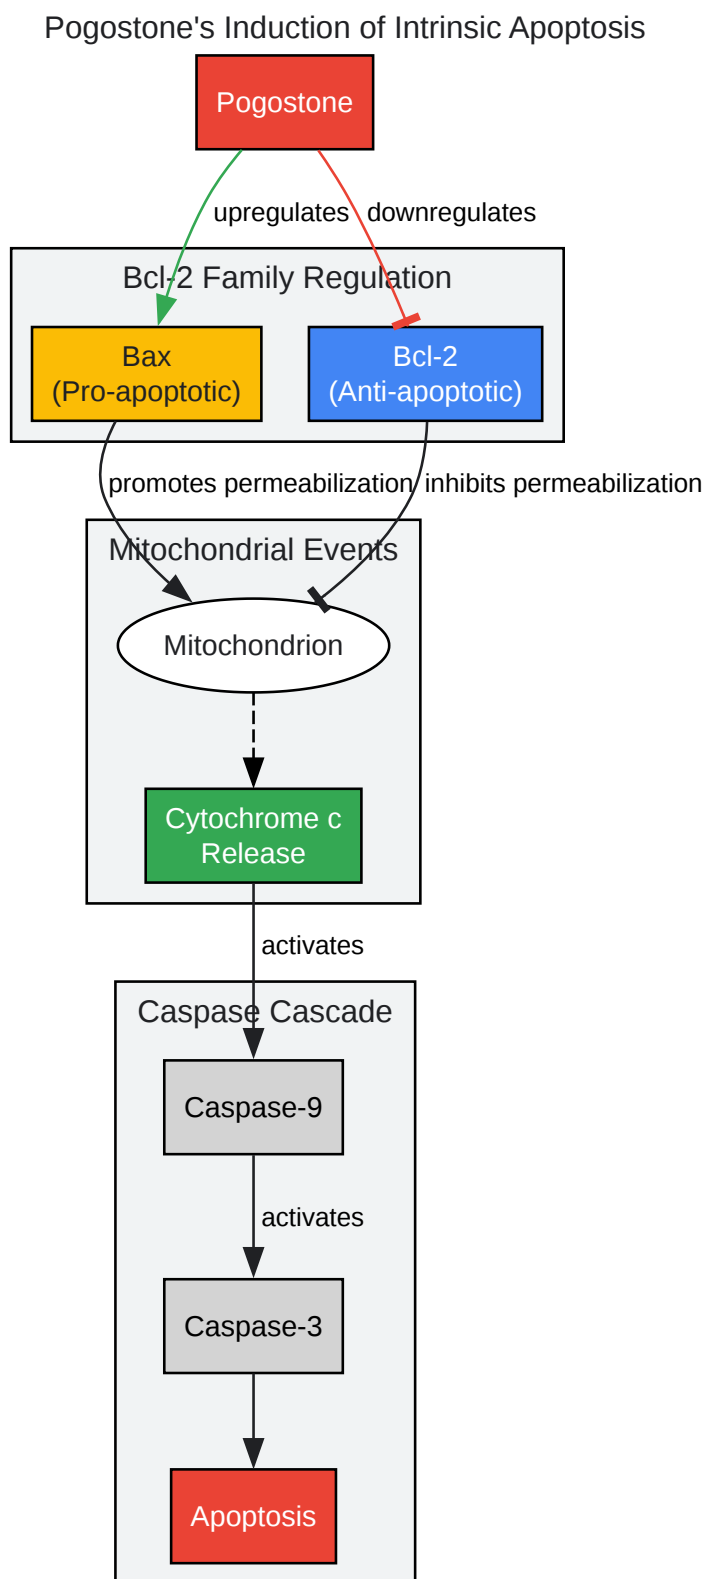 Pogostone's Induction of Intrinsic Apoptosis
Pogostone
upregulates
downregulates
Bcl-2 Family Regulation
Bax
(Pro-apoptotic)
Bcl-2
(Anti-apoptotic)
promotes permeabilization
inhibits permeabilization
Mitochondrial Events
Mitochondrion
Cytochrome c
Release
activates
Caspase Cascade
Caspase-9
activates
Caspase-3
Apoptosis